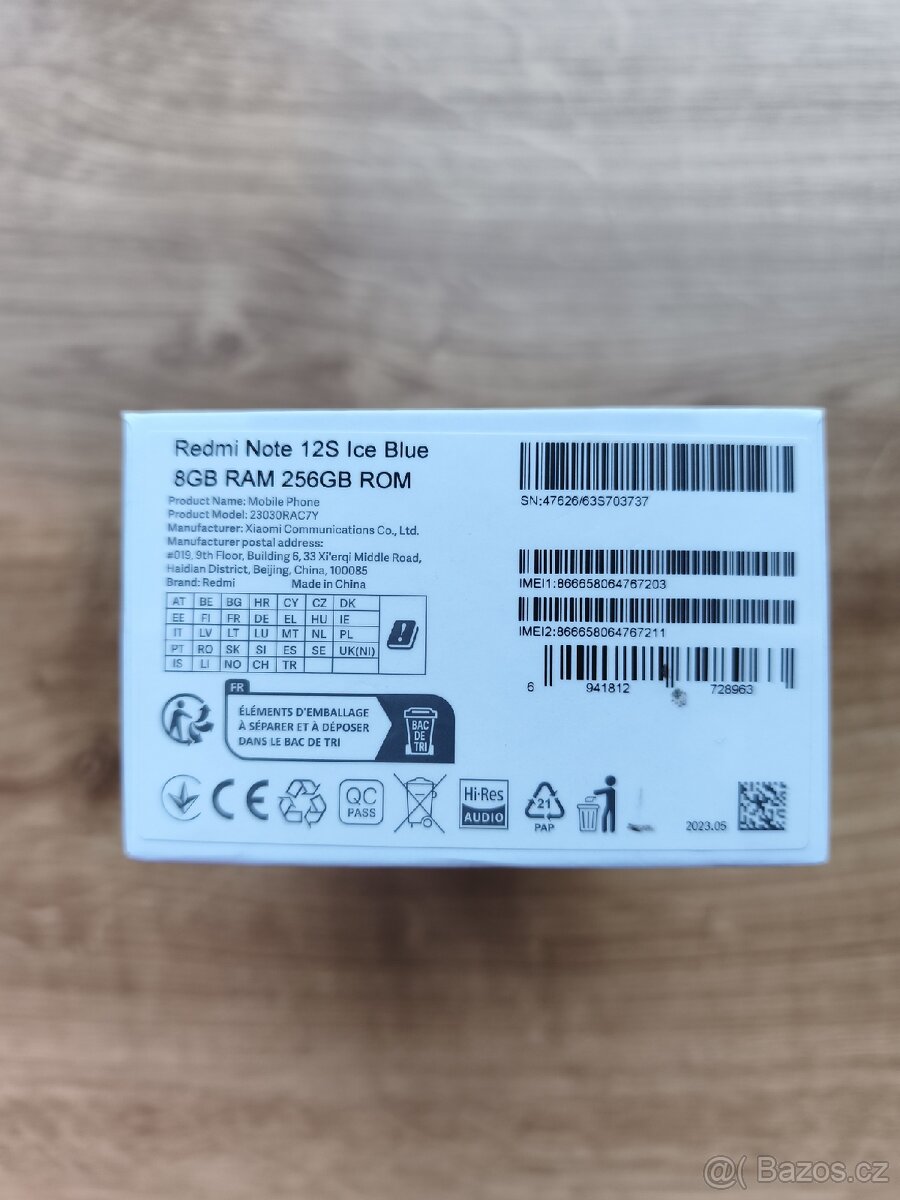 Redmi Note 12S Ice Blue
8GB RAM 256GB ROM
Product Name: Mobile Phone
Product Model: 23030RAC7Y
Manufacturer: Xiaomi Communications Co., Ltd.
Manufacturer postal address:
#019, 9th Floor, Building 6, 33 Xi'erqi Middle Road,
Haidian District, Beijing, China, 100085
Brand: Redmi Made in China
AT BE BG HR CY CZ DK
EE FI FR DE EL HU IE
IT LV LT LU MT NL PL
PT RO SK SI ES SE UK(NI)
IS LI NO CH TR
SN:47626/63S703737
IMEI1:866658064767203
IMEI2:866658064767211
6 941812 728963
FR
ÉLÉMENTS D'EMBALLAGE
À SÉPARER ET À DÉPOSER
DANS LE BAC DE TRI
BAC
DE
TRI
CE
QC
PASS
Hi-Res
AUDIO
21
PAP
2023.05
@( Bazos.cz